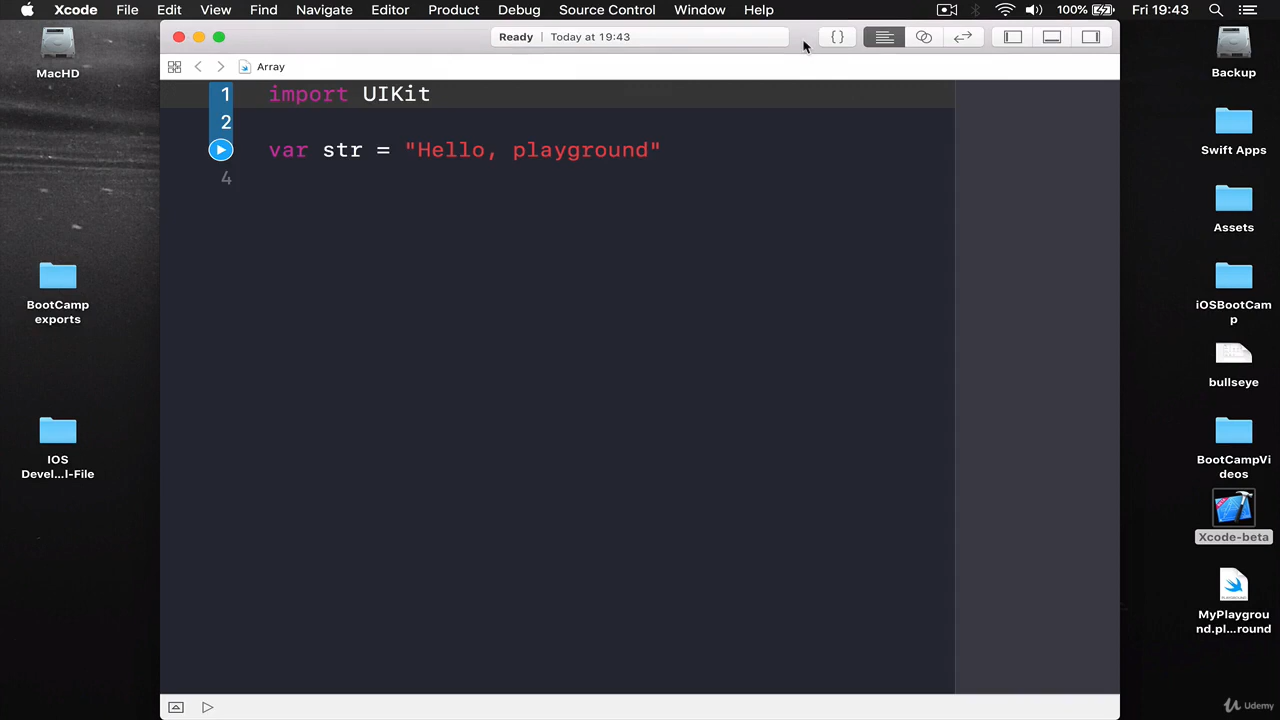 Xcode File Edit View Find Navigate Editor Product Debug Source Control Window Help 100% Fri 19:43
Ready | Today at 19:43
{}
Array
1 import UIKit
2
var str = "Hello, playground"
4
MacHD
BootCamp
exports
IOS
Devel...l-File
Backup
Swift Apps
Assets
iOSBootCam
p
bullseye
BootCampVi
deos
Xcode-beta
PLAYGROUND
MyPlaygrou
nd.pl...round
Udemy